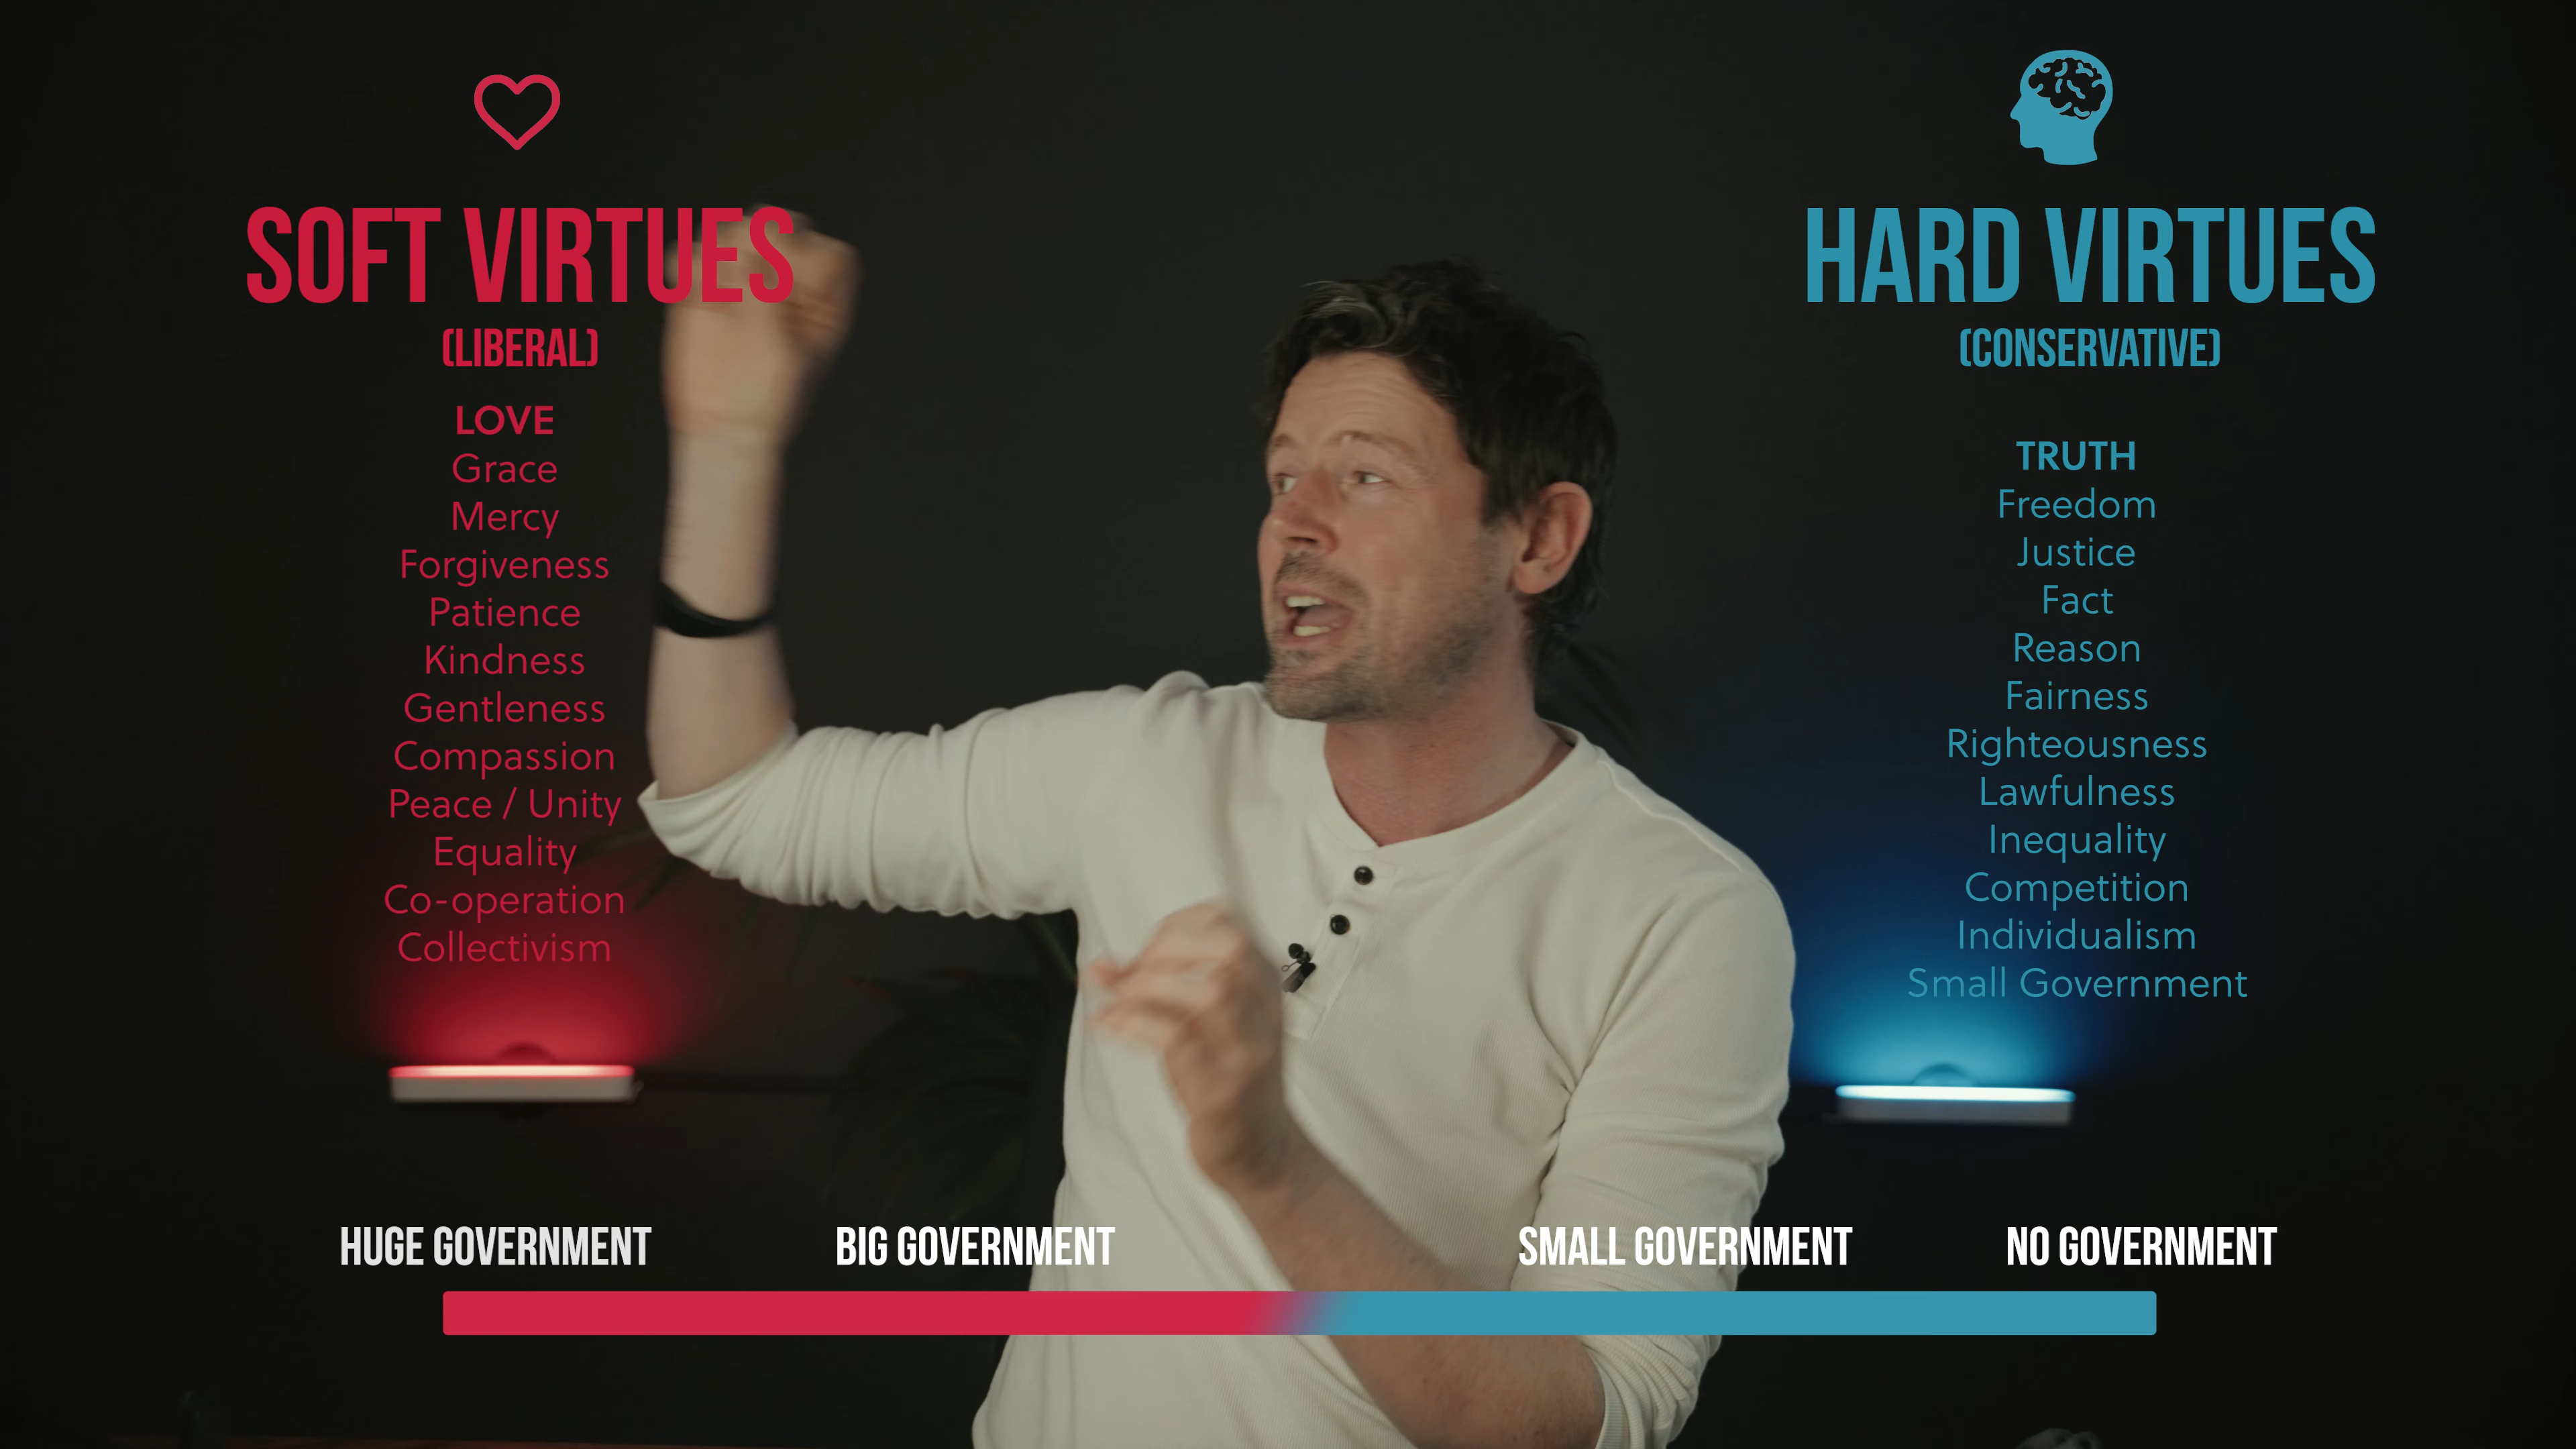 SOFT VIRTUES
(LIBERAL)
LOVE
Grace
Mercy
Forgiveness
Patience
Kindness
Gentleness
Compassion
Peace / Unity
Equality
Co-operation
Collectivism
HARD VIRTUES
(CONSERVATIVE)
TRUTH
Freedom
Justice
Fact
Reason
Fairness
Righteousness
Lawfulness
Inequality
Competition
Individualism
Small Government
HUGE GOVERNMENT
BIG GOVERNMENT
SMALL GOVERNMENT
NO GOVERNMENT